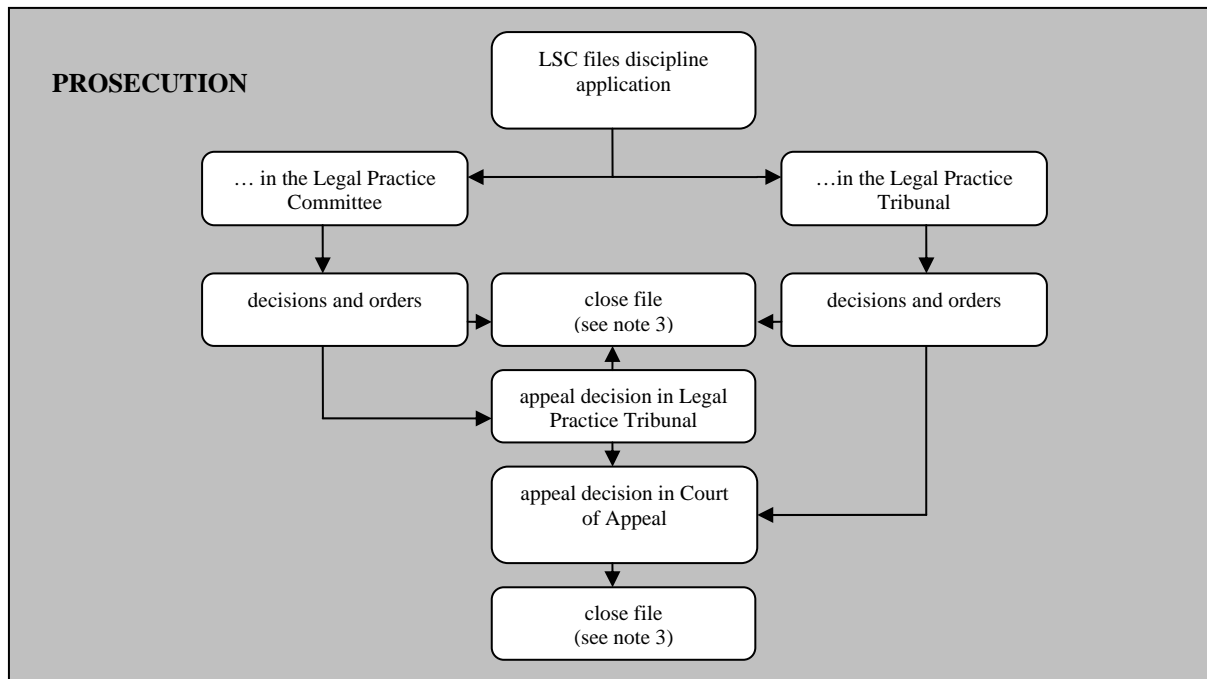 PROSECUTION
LSC files discipline
application
… in the Legal Practice
Committee
…in the Legal Practice
Tribunal
decisions and orders
close file
(see note 3)
decisions and orders
appeal decision in Legal
Practice Tribunal
appeal decision in Court
of Appeal
close file
(see note 3)